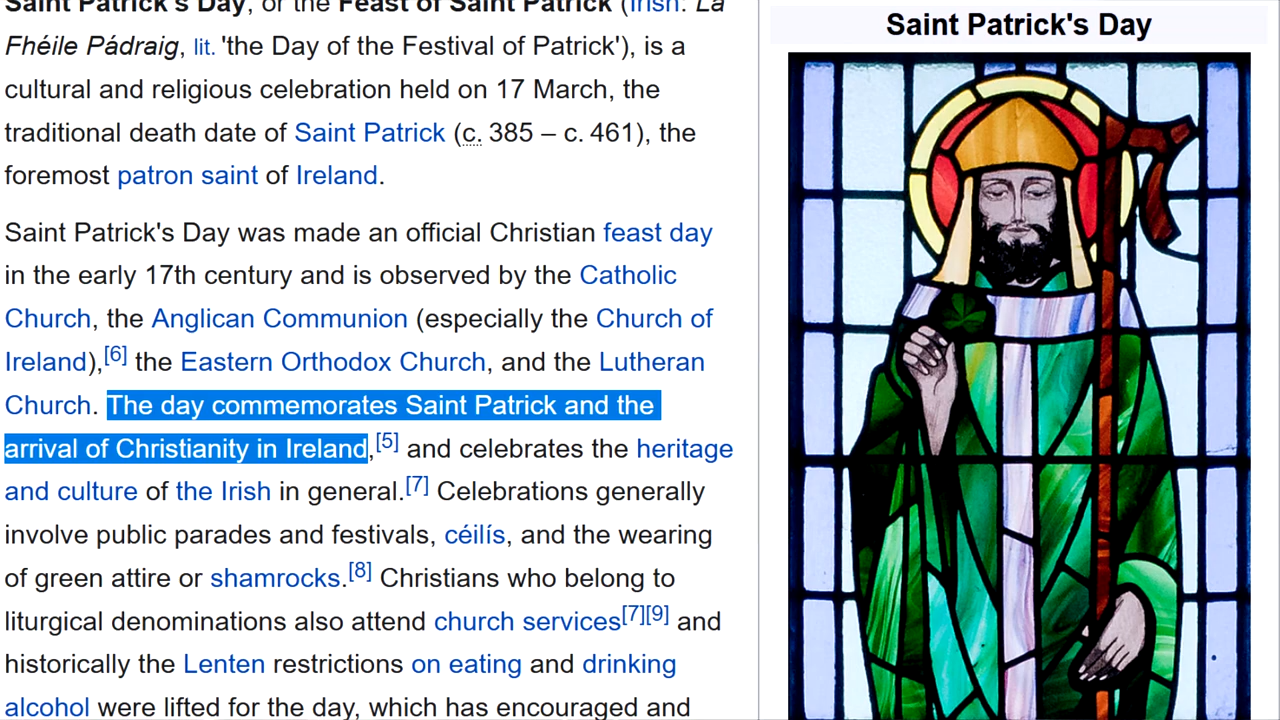 Saint Patrick's Day, or the Feast of Saint Patrick (Irish: Lá
Fhéile Pádraig, lit. 'the Day of the Festival of Patrick'), is a
cultural and religious celebration held on 17 March, the
traditional death date of Saint Patrick (c. 385 – c. 461), the
foremost patron saint of Ireland.
Saint Patrick's Day was made an official Christian feast day
in the early 17th century and is observed by the Catholic
Church, the Anglican Communion (especially the Church of
Ireland),[6] the Eastern Orthodox Church, and the Lutheran
Church. The day commemorates Saint Patrick and the
arrival of Christianity in Ireland,[5] and celebrates the heritage
and culture of the Irish in general.[7] Celebrations generally
involve public parades and festivals, céilís, and the wearing
of green attire or shamrocks.[8] Christians who belong to
liturgical denominations also attend church services[7][9] and
historically the Lenten restrictions on eating and drinking
alcohol were lifted for the day, which has encouraged and
Saint Patrick's Day